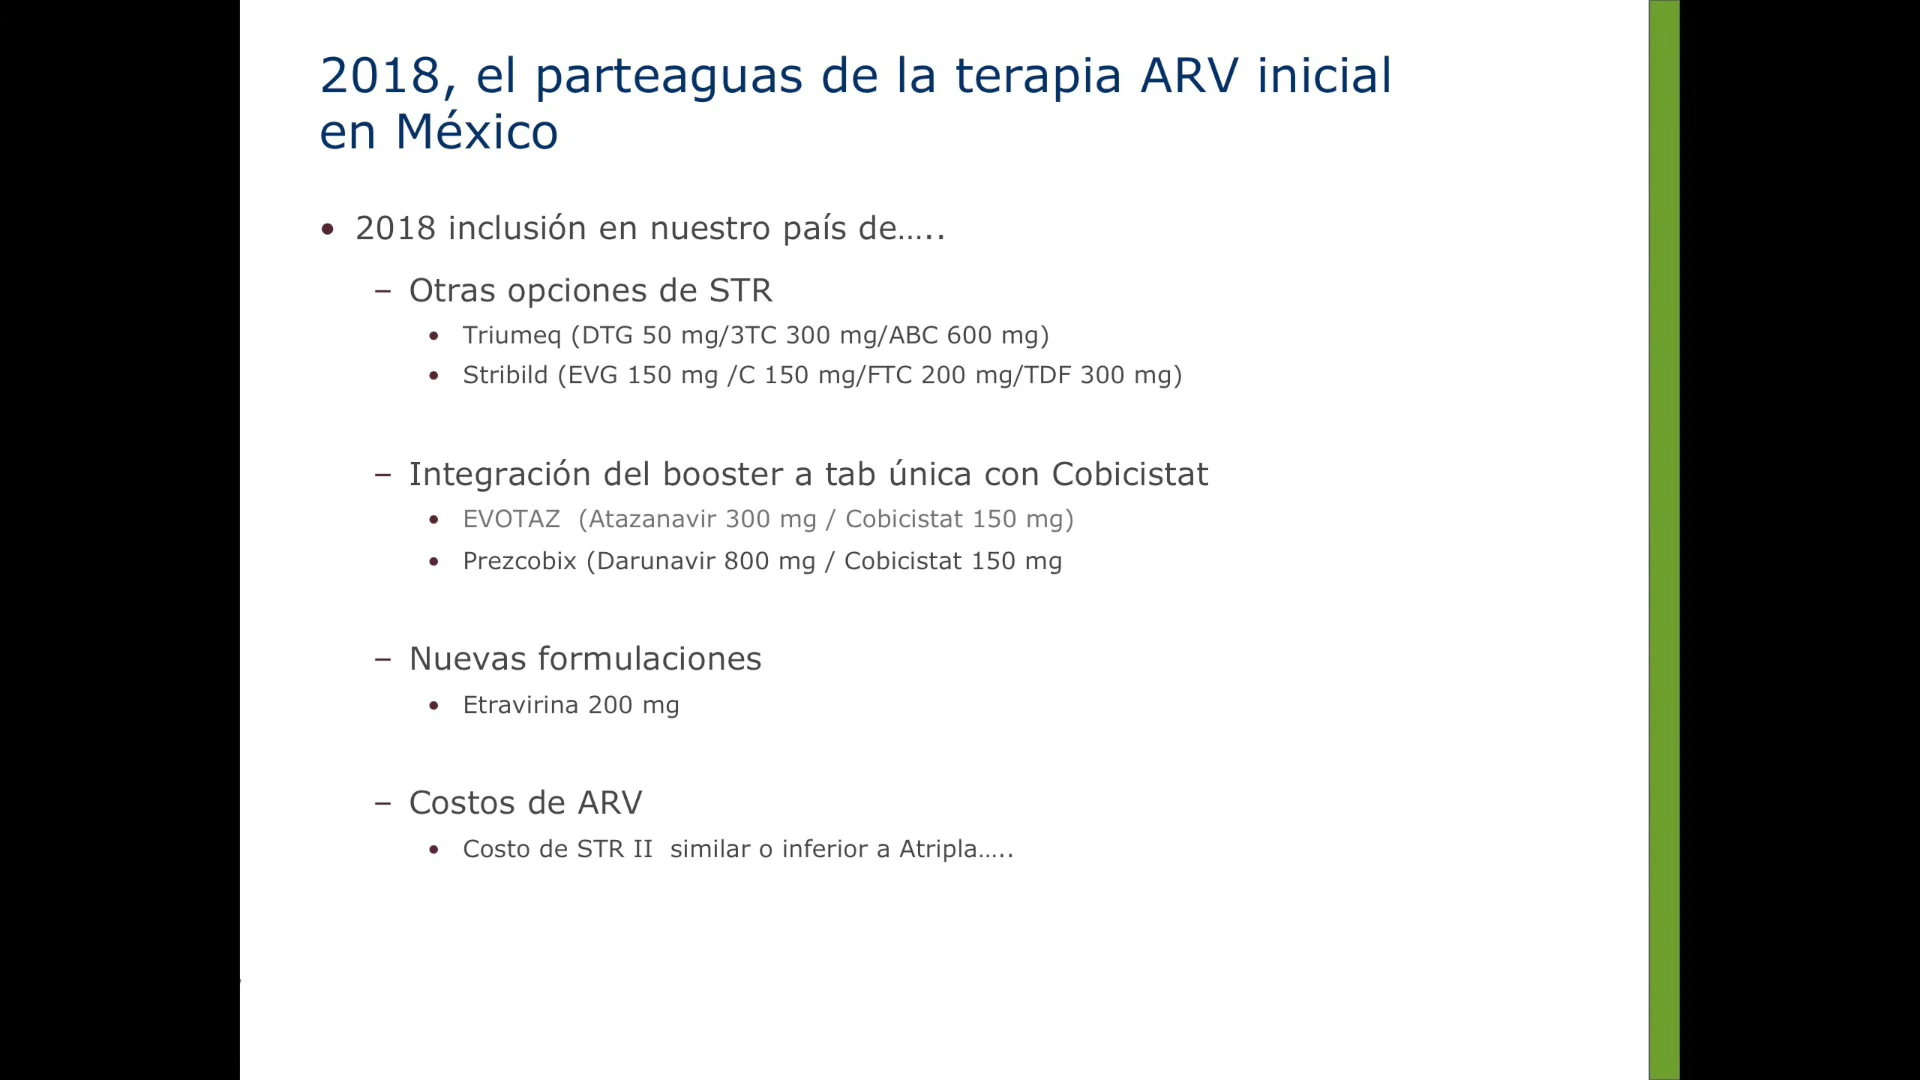 2018, el parteaguas de la terapia ARV inicial
en México
• 2018 inclusión en nuestro país de…..
– Otras opciones de STR
• Triumeq (DTG 50 mg/3TC 300 mg/ABC 600 mg)
• Stribild (EVG 150 mg /C 150 mg/FTC 200 mg/TDF 300 mg)
– Integración del booster a tab única con Cobicistat
• EVOTAZ  (Atazanavir 300 mg / Cobicistat 150 mg)
• Prezcobix (Darunavir 800 mg / Cobicistat 150 mg
– Nuevas formulaciones
• Etravirina 200 mg
– Costos de ARV
• Costo de STR II  similar o inferior a Atripla…..